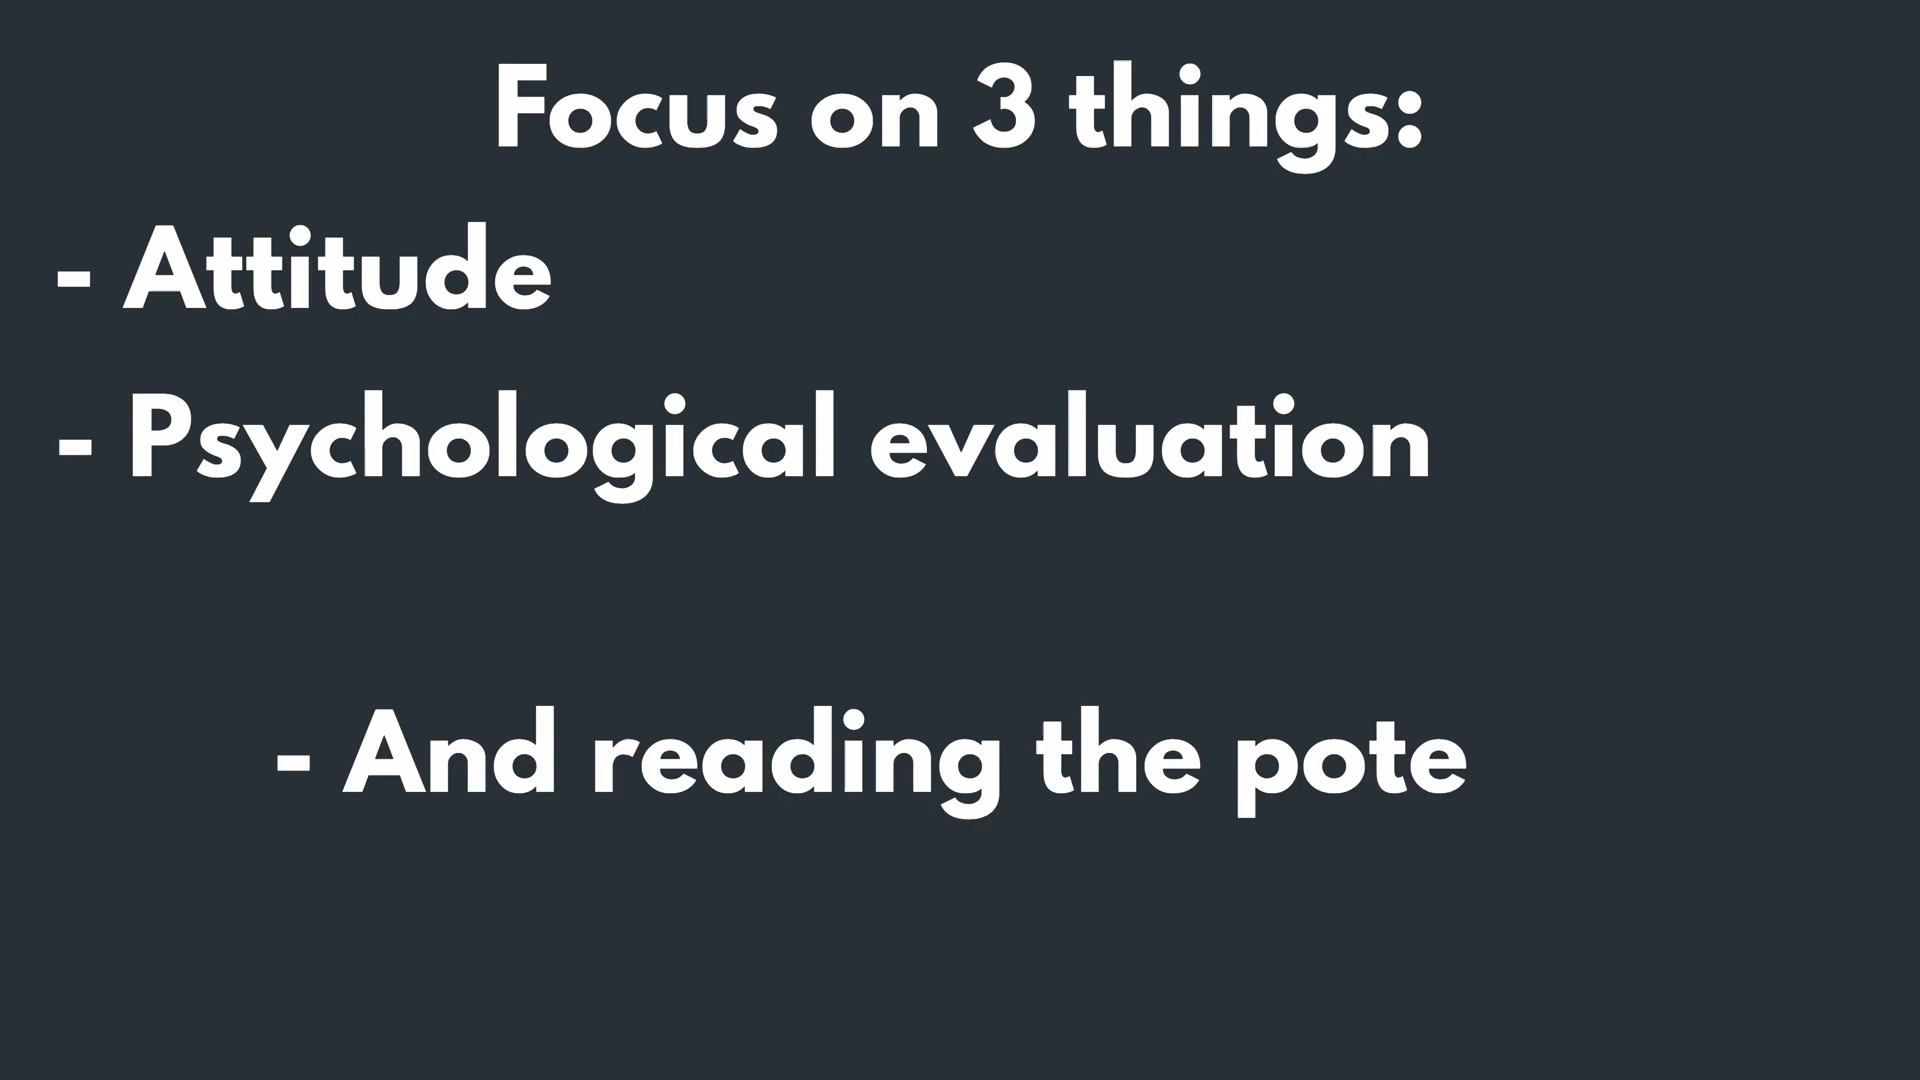 Focus on 3 things:
- Attitude
- Psychological evaluation
- And reading the pote